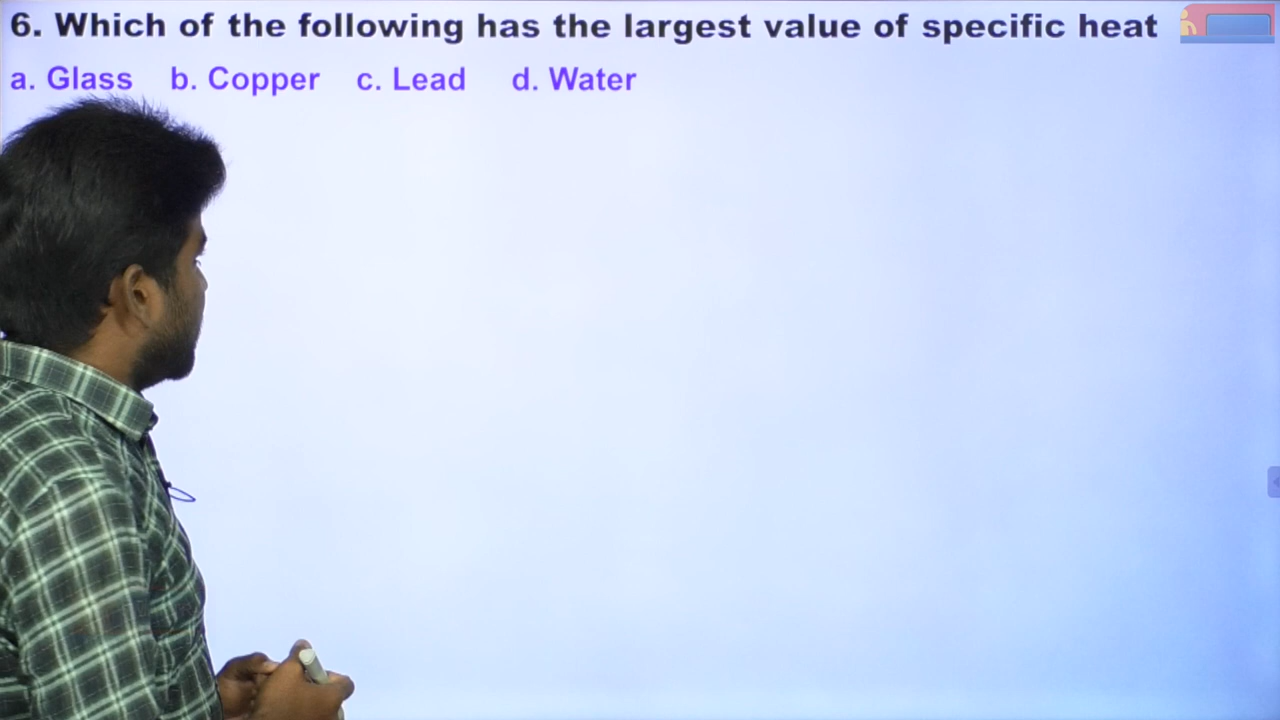 6. Which of the following has the largest value of specific heat
a. Glass b. Copper c. Lead d. Water